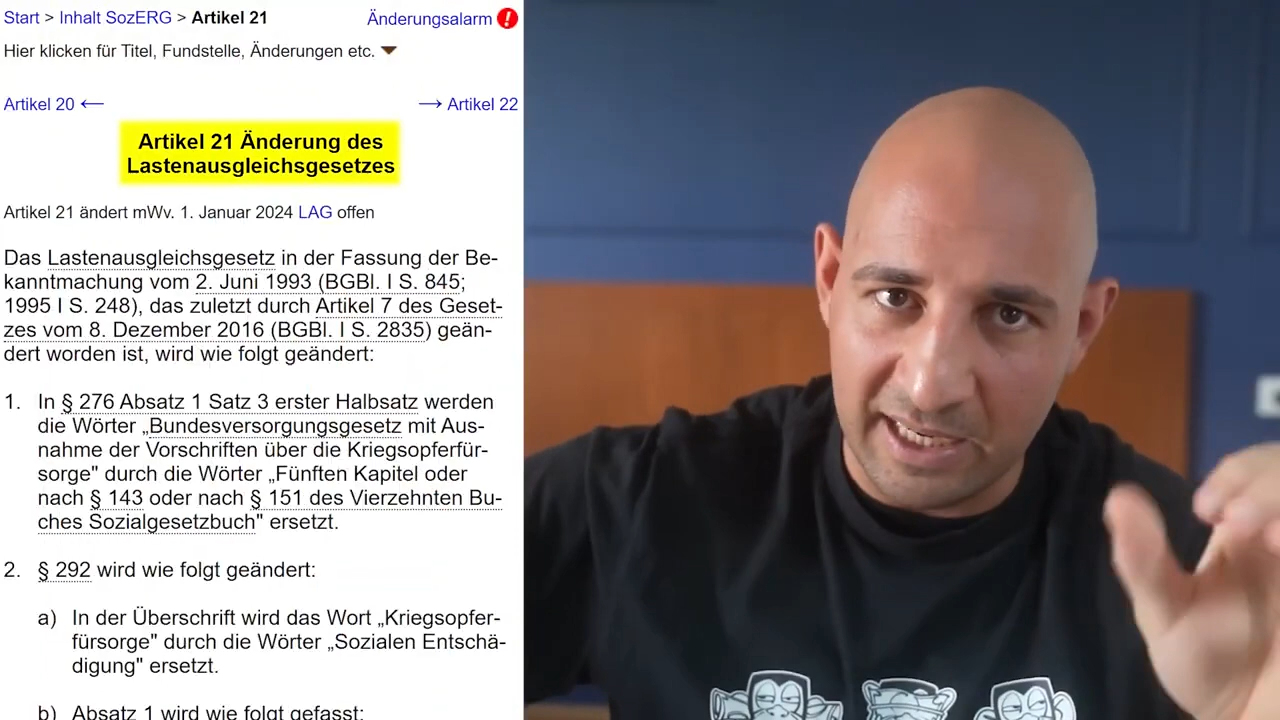 Start > Inhalt SozERG > Artikel 21
Änderungsalarm !
Hier klicken für Titel, Fundstelle, Änderungen etc.
Artikel 20 ←
→ Artikel 22
Artikel 21 Änderung des
Lastenausgleichsgesetzes
Artikel 21 ändert mWv. 1. Januar 2024 LAG offen
Das Lastenausgleichsgesetz in der Fassung der Be-
kanntmachung vom 2. Juni 1993 (BGBl. I S. 845;
1995 I S. 248), das zuletzt durch Artikel 7 des Geset-
zes vom 8. Dezember 2016 (BGBl. I S. 2835) geän-
dert worden ist, wird wie folgt geändert:
1. In § 276 Absatz 1 Satz 3 erster Halbsatz werden
die Wörter „Bundesversorgungsgesetz mit Aus-
nahme der Vorschriften über die Kriegsopferfür-
sorge" durch die Wörter „Fünften Kapitel oder
nach § 143 oder nach § 151 des Vierzehnten Bu-
ches Sozialgesetzbuch" ersetzt.
2. § 292 wird wie folgt geändert:
a) In der Überschrift wird das Wort „Kriegsopfer-
fürsorge" durch die Wörter „Sozialen Entschä-
digung" ersetzt.
b) Absatz 1 wird wie folgt gefasst: